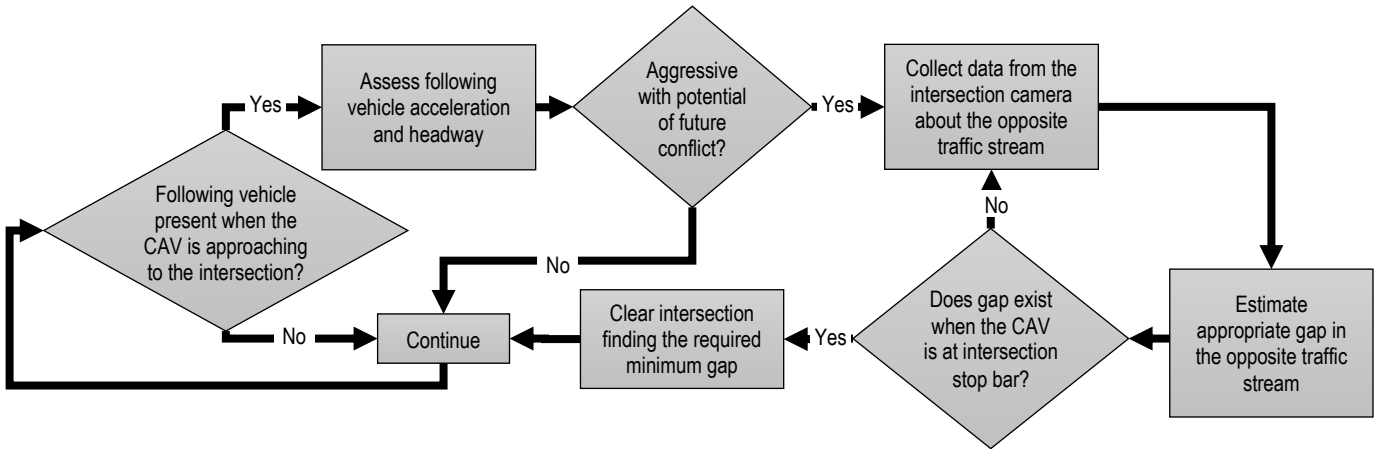 Following vehicle
present when the
CAV is approaching
to the intersection?
Yes
Assess following
vehicle acceleration
and headway
Aggressive
with potential
of future
conflict?
Yes
Collect data from the
intersection camera
about the opposite
traffic stream
Estimate
appropriate gap in
the opposite traffic
stream
Does gap exist
when the CAV
is at intersection
stop bar?
No
Yes
Clear intersection
finding the required
minimum gap
No
No
Continue